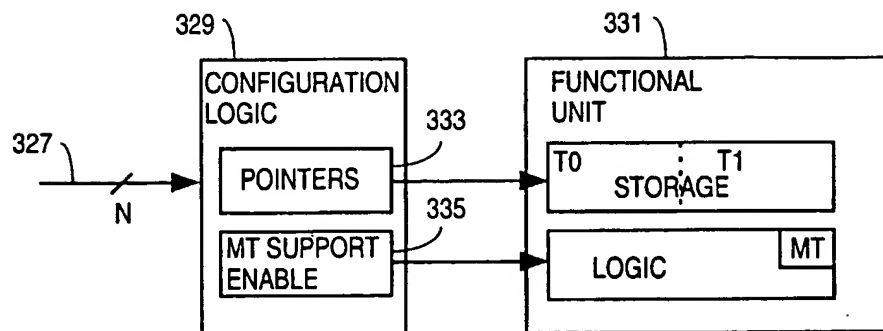 329
331
CONFIGURATION
LOGIC
FUNCTIONAL
UNIT
327
N
333
POINTERS
T0
T1
STORAGE
335
MT SUPPORT
ENABLE
LOGIC
MT